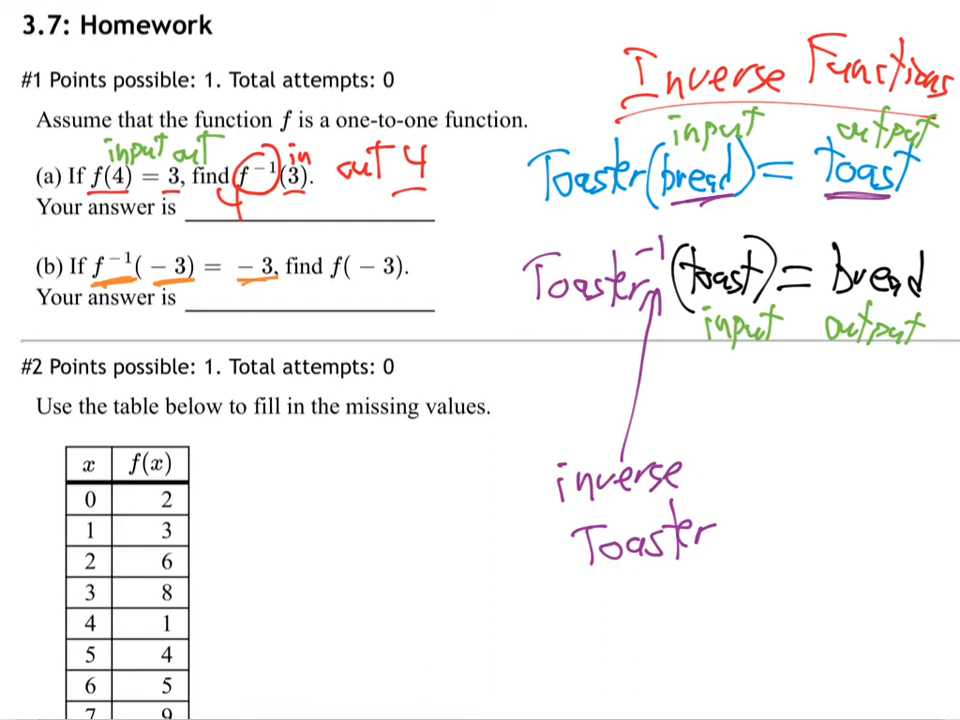 3.7: Homework
Inverse Functions
#1 Points possible: 1. Total attempts: 0
Assume that the function f is a one-to-one function.
input output
Toaster(bread) = toast
input out in
(a) If f(4) = 3, find f⁻¹(3). out 4
4
Your answer is
Toaster⁻¹(toast) = bread
input output
(b) If f⁻¹( − 3) = − 3, find f( − 3).
Your answer is
#2 Points possible: 1. Total attempts: 0
Use the table below to fill in the missing values.
inverse
Toaster
x f(x)
0 2
1 3
2 6
3 8
4 1
5 4
6 5
7 9